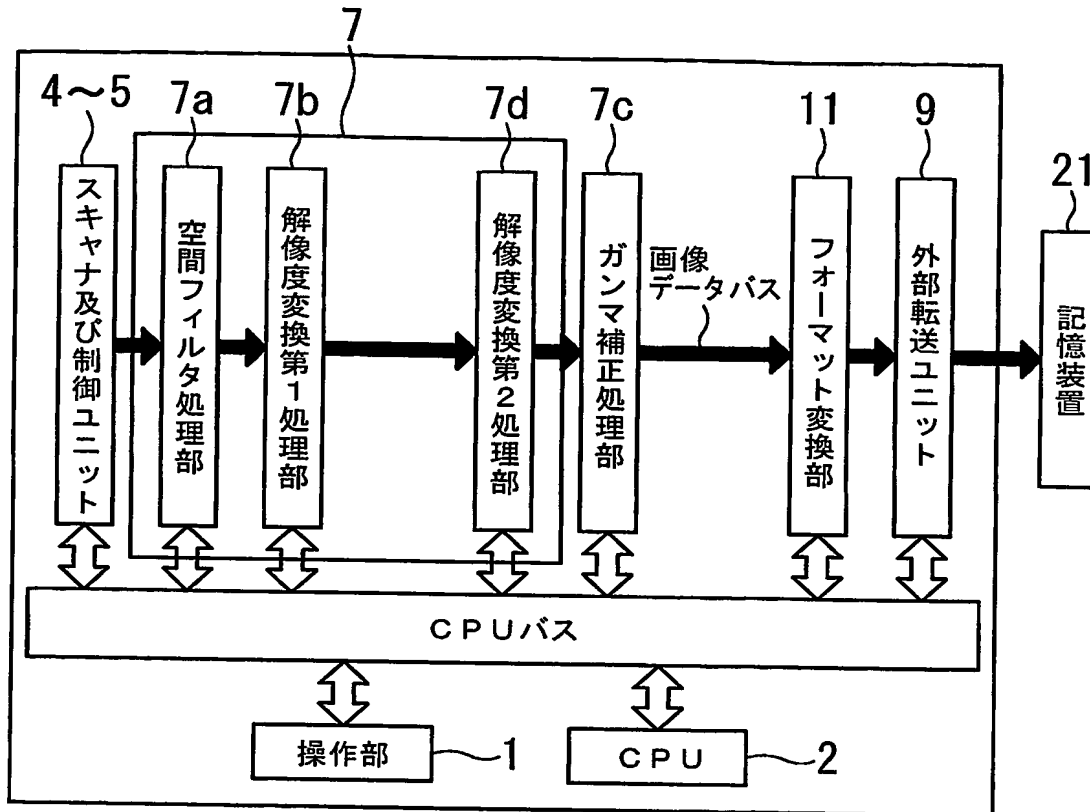 7
4～5
7a
7b
7d
7c
11
9
21
スキャナ及び制御ユニット
空間フィルタ処理部
解像度変換第1処理部
解像度変換第2処理部
ガンマ補正処理部
画像
データバス
フォーマット変換部
外部転送ユニット
記憶装置
CPUバス
操作部
1
CPU
2